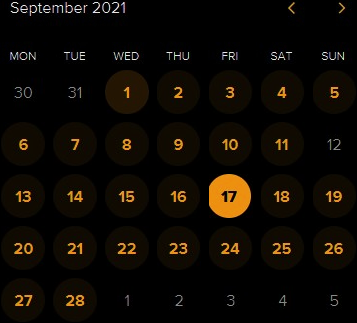 September 2021
MON TUE WED THU FRI SAT SUN
30 31 1 2 3 4 5
6 7 8 9 10 11 12
13 14 15 16 17 18 19
20 21 22 23 24 25 26
27 28 1 2 3 4 5